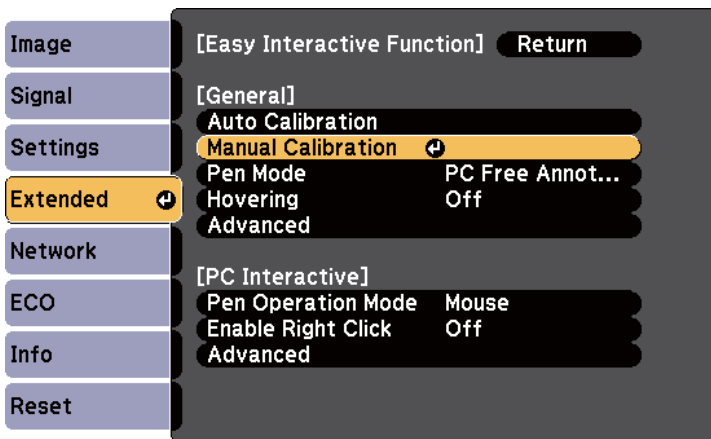 Image
Signal
Settings
Extended
Network
ECO
Info
Reset
[Easy Interactive Function] Return
[General]
Auto Calibration
Manual Calibration
Pen Mode PC Free Annot...
Hovering Off
Advanced
[PC Interactive]
Pen Operation Mode Mouse
Enable Right Click Off
Advanced